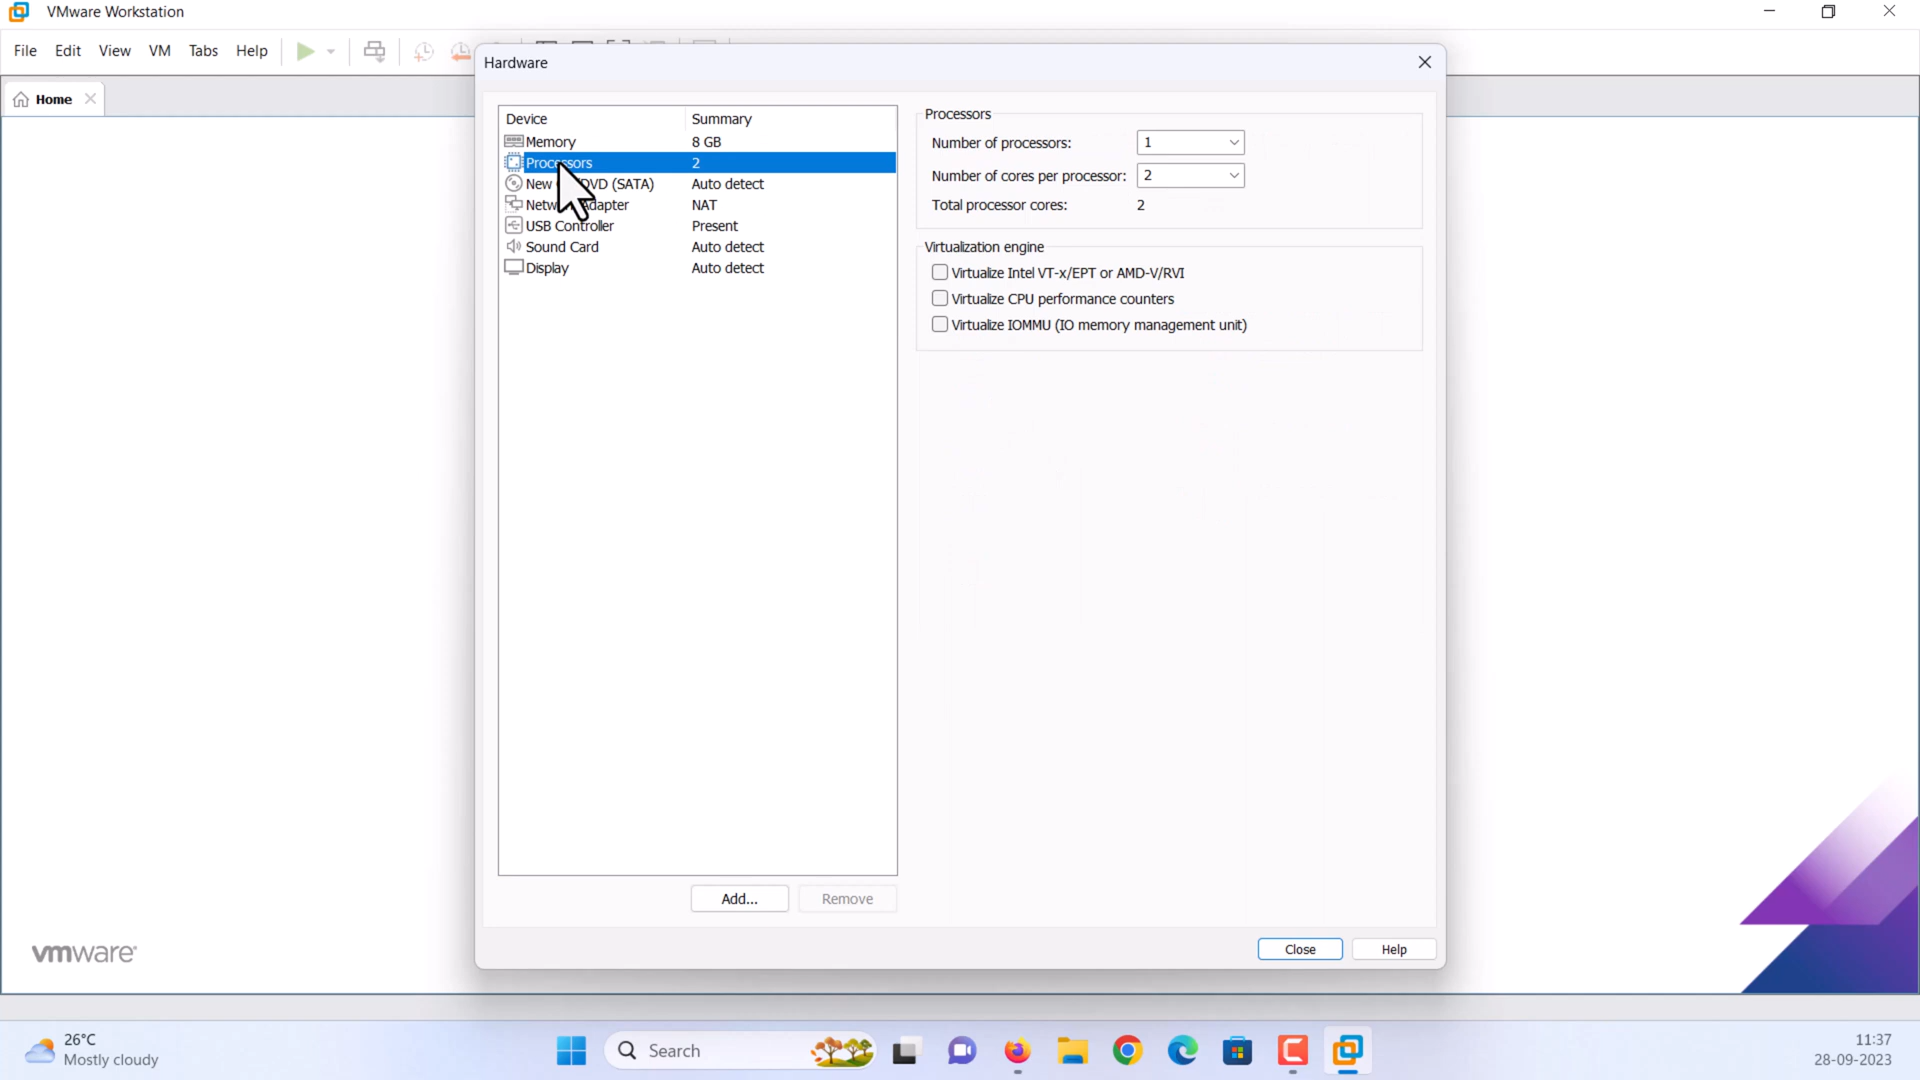 VMware Workstation
File Edit View VM Tabs Help
Hardware
Home
Device Summary
Memory 8 GB
Processors 2
New DVD (SATA) Auto detect
Network Adapter NAT
USB Controller Present
Sound Card Auto detect
Display Auto detect
Add... Remove
Processors
Number of processors: 1
Number of cores per processor: 2
Total processor cores: 2
Virtualization engine
Virtualize Intel VT-x/EPT or AMD-V/RVI
Virtualize CPU performance counters
Virtualize IOMMU (IO memory management unit)
Close Help
vmware
26°C
Mostly cloudy
Search
11:37
28-09-2023